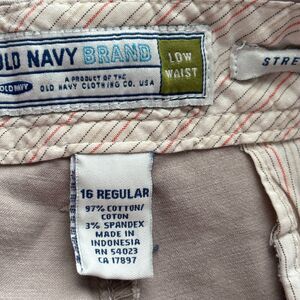 OLD NAVY BRAND
A PRODUCT OF THE
OLD NAVY
OLD NAVY CLOTHING CO. USA
LOW
WAIST
STRE
16 REGULAR
97% COTTON/
COTON
3% SPANDEX
MADE IN
INDONESIA
RN 54023
CA 17897